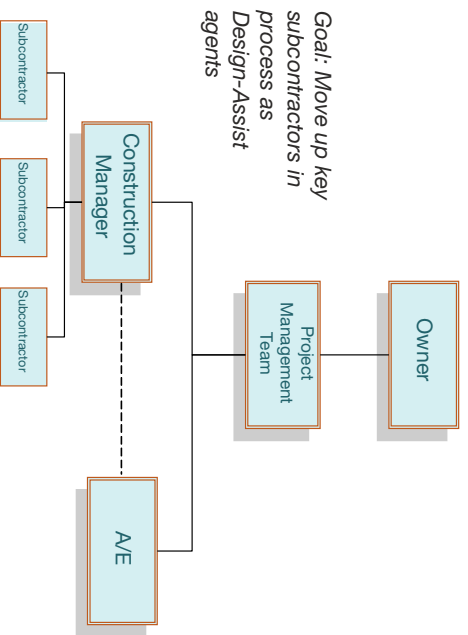 Owner
Project
Management
Team
Goal: Move up key
subcontractors in
process as
Design-Assist
agents
Construction
Manager
A/E
Subcontractor
Subcontractor
Subcontractor